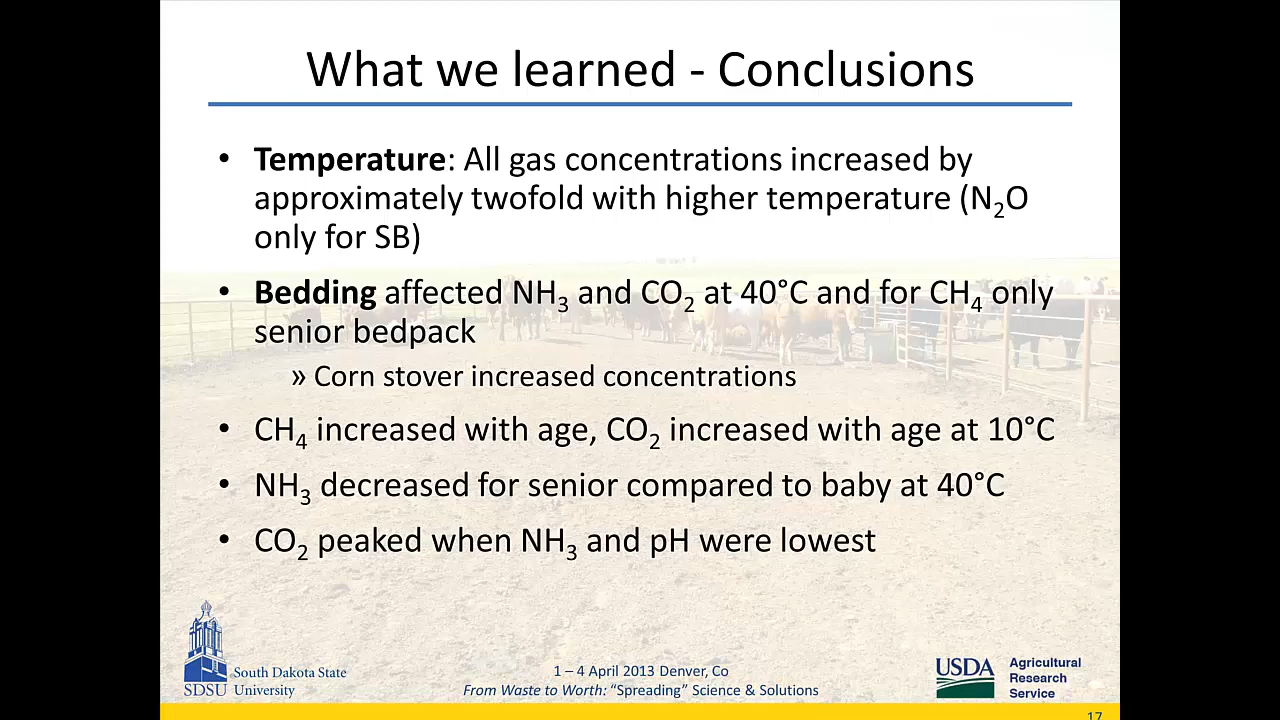 What we learned - Conclusions
• Temperature: All gas concentrations increased by
approximately twofold with higher temperature (N₂O
only for SB)
• Bedding affected NH₃ and CO₂ at 40°C and for CH₄ only
senior bedpack
» Corn stover increased concentrations
• CH₄ increased with age, CO₂ increased with age at 10°C
• NH₃ decreased for senior compared to baby at 40°C
• CO₂ peaked when NH₃ and pH were lowest
SDSU
South Dakota State
University
1 – 4 April 2013 Denver, Co
From Waste to Worth: “Spreading” Science & Solutions
USDA
Agricultural
Research
Service
17